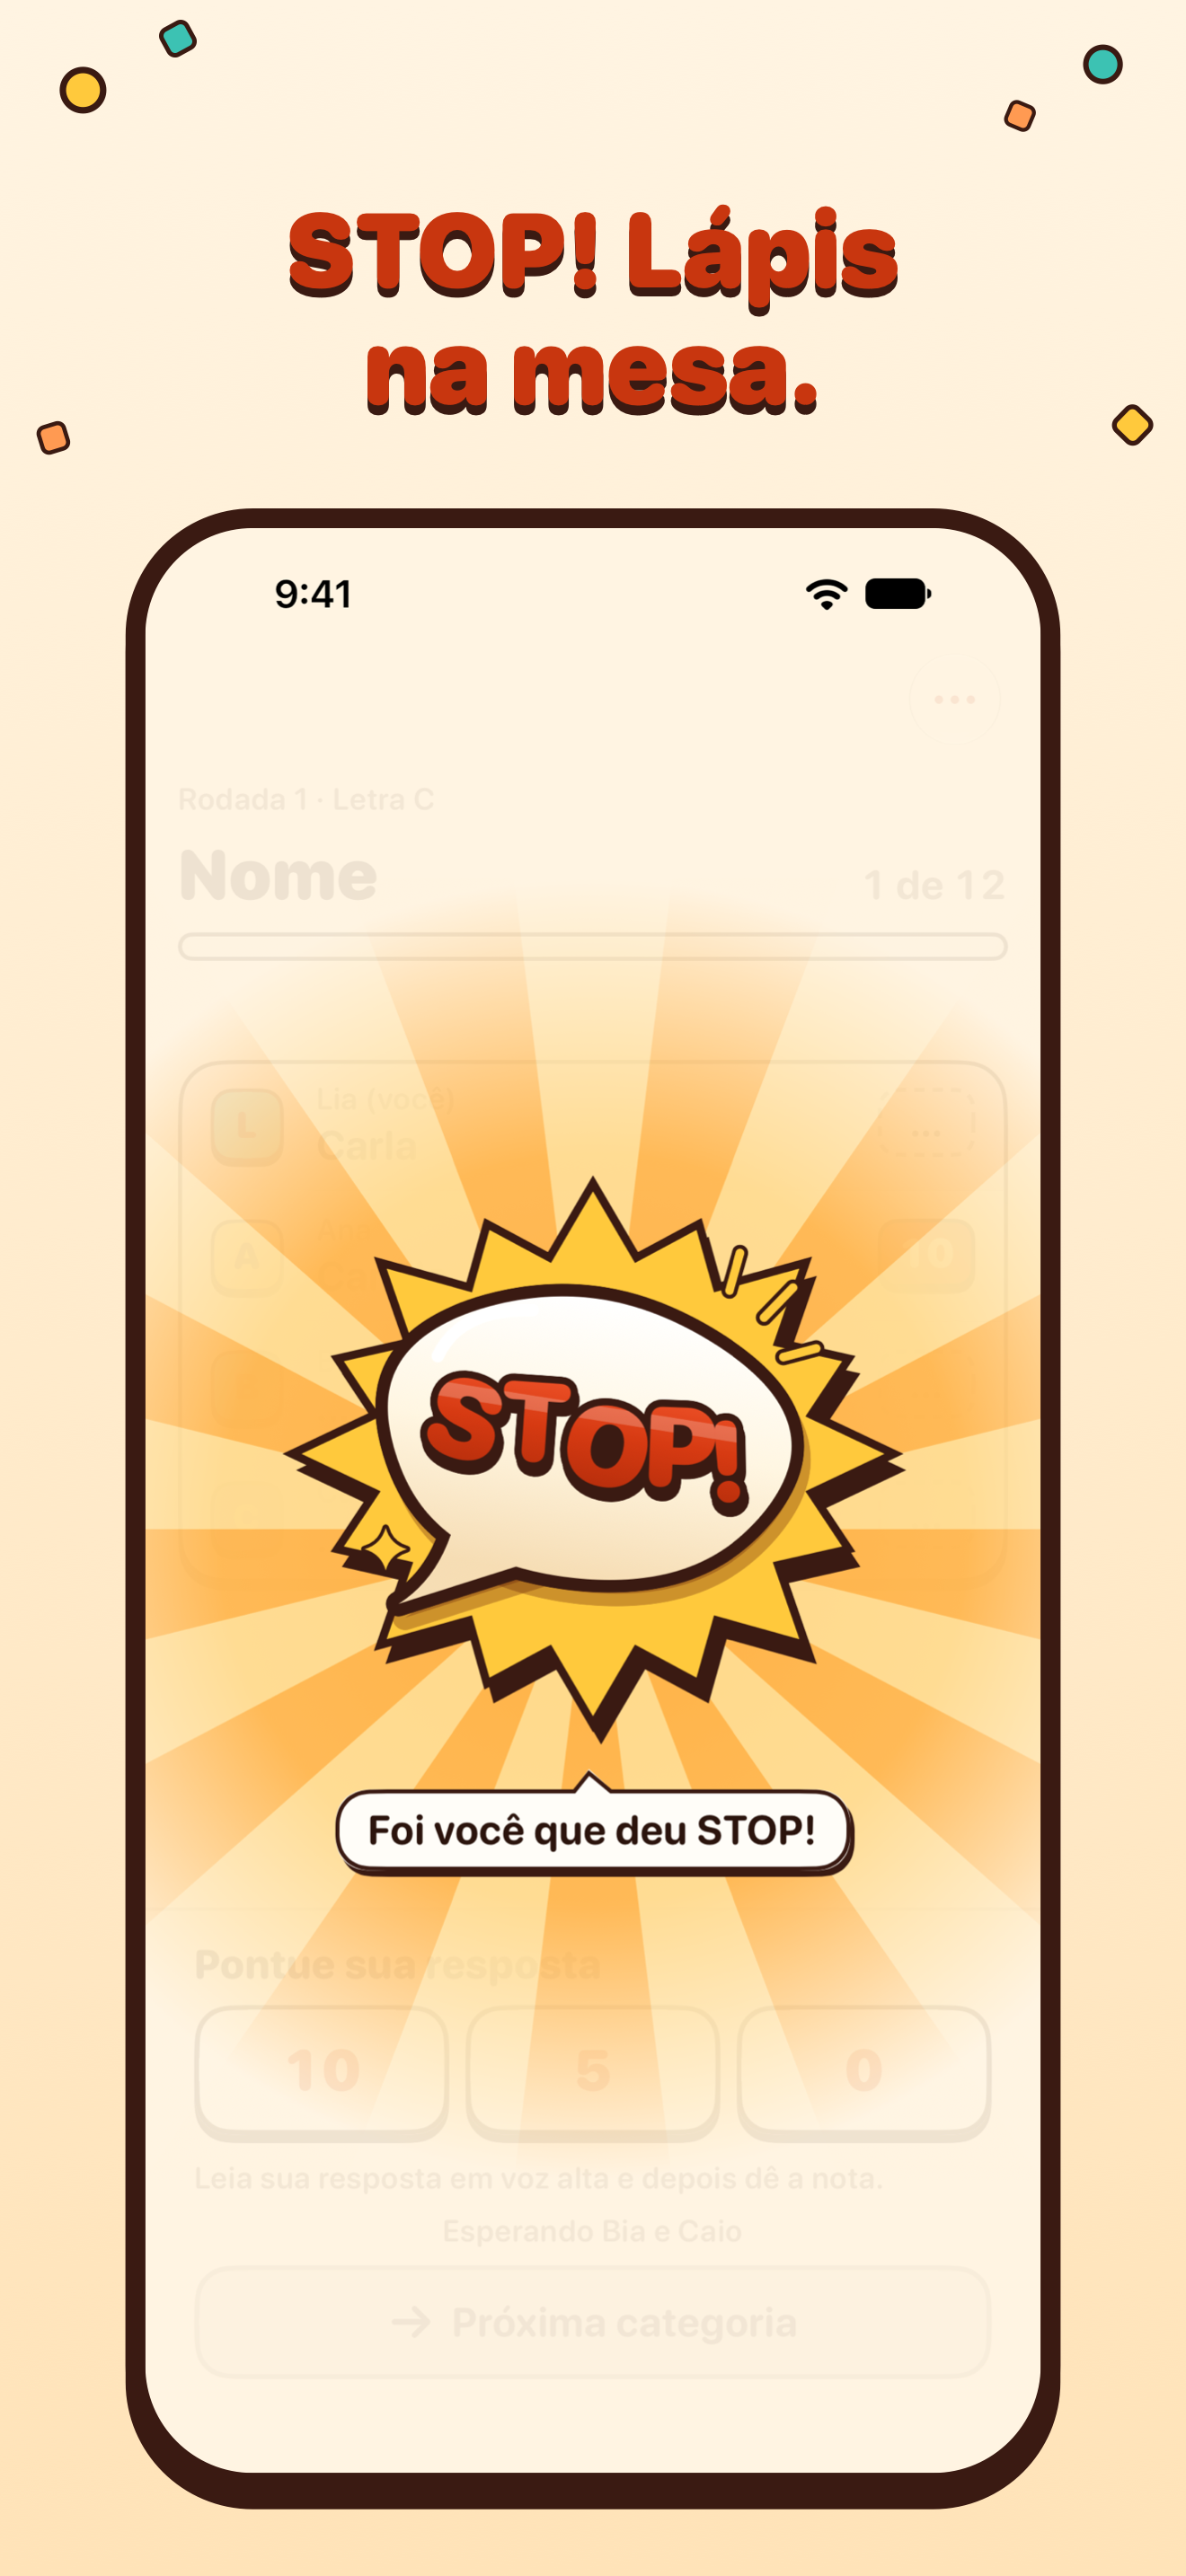 STOP! Lápis
na mesa.
9:41
Rodada 1 · Letra C
Nome
1 de 12
L
Lia (você)
Carla
...
A
STOP!
Foi você que deu STOP!
Pontue sua resposta
10
5
0
Leia sua resposta em voz alta e depois dê a nota.
Esperando Bia e Caio
→ Próxima categoria